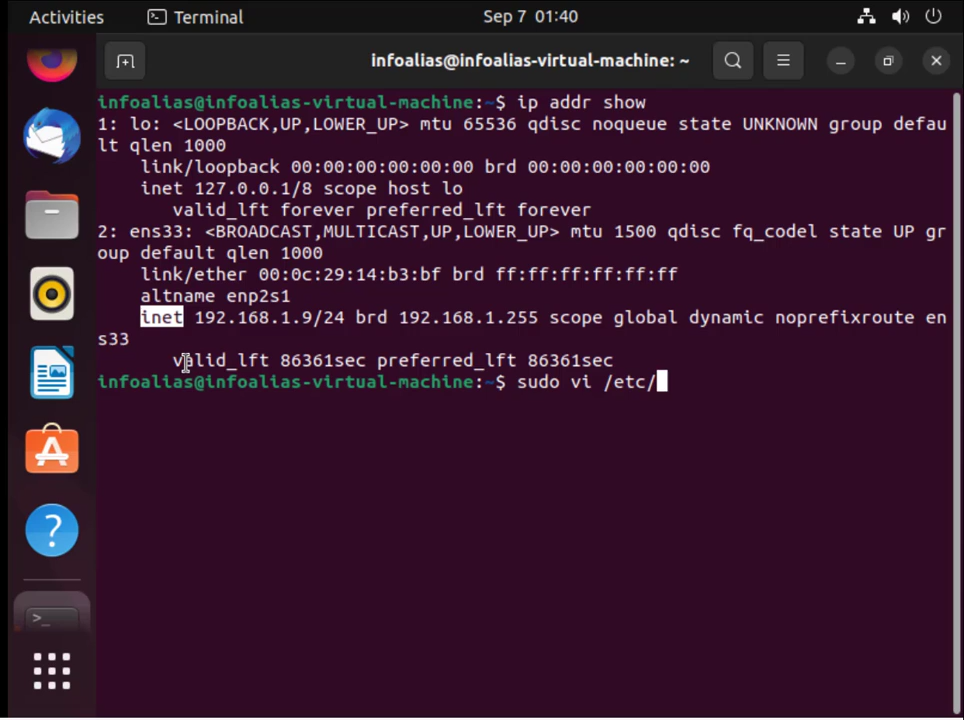 Activities
Terminal
Sep 7 01:40
infoalias@infoalias-virtual-machine: ~
infoalias@infoalias-virtual-machine:~$ ip addr show
1: lo: <LOOPBACK,UP,LOWER_UP> mtu 65536 qdisc noqueue state UNKNOWN group defau
lt qlen 1000
link/loopback 00:00:00:00:00:00 brd 00:00:00:00:00:00
inet 127.0.0.1/8 scope host lo
valid_lft forever preferred_lft forever
2: ens33: <BROADCAST,MULTICAST,UP,LOWER_UP> mtu 1500 qdisc fq_codel state UP gr
oup default qlen 1000
link/ether 00:0c:29:14:b3:bf brd ff:ff:ff:ff:ff:ff
altname enp2s1
inet 192.168.1.9/24 brd 192.168.1.255 scope global dynamic noprefixroute en
s33
valid_lft 86361sec preferred_lft 86361sec
infoalias@infoalias-virtual-machine:~$ sudo vi /etc/